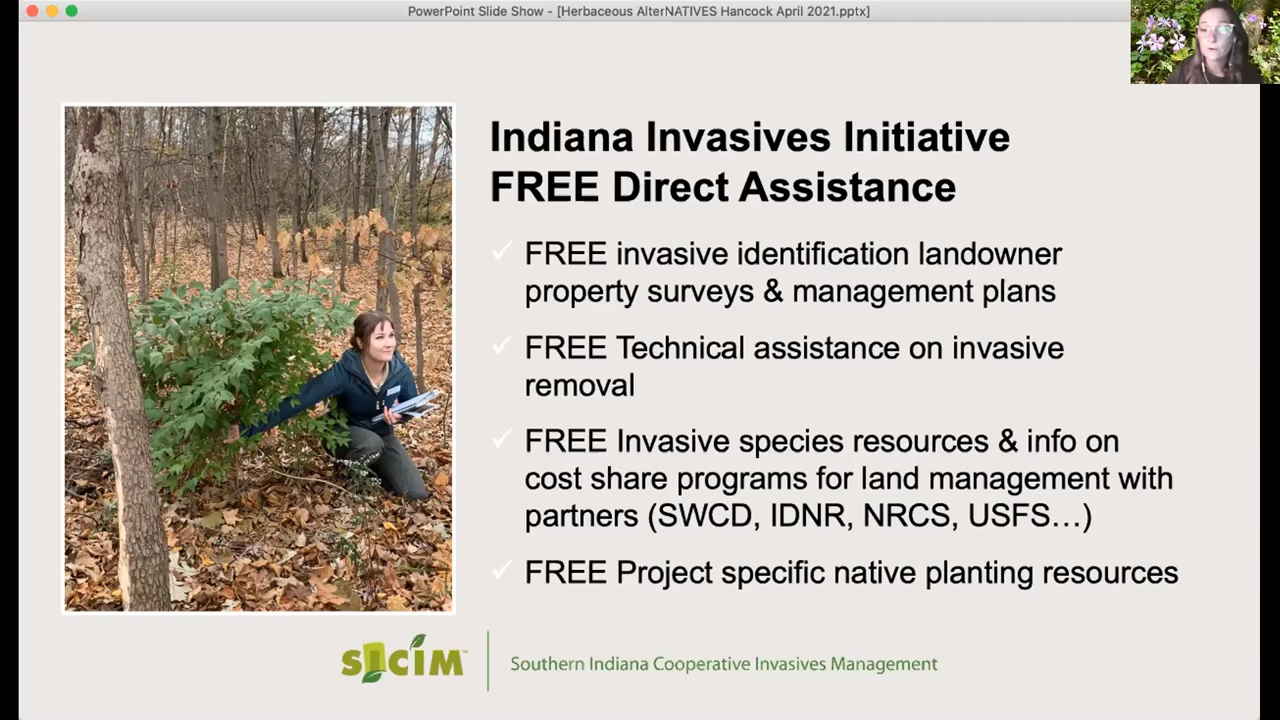 PowerPoint Slide Show - [Herbaceous AlterNATIVES Hancock April 2021.pptx]
Indiana Invasives Initiative
FREE Direct Assistance
✓ FREE invasive identification landowner
property surveys & management plans
✓ FREE Technical assistance on invasive
removal
✓ FREE Invasive species resources & info on
cost share programs for land management with
partners (SWCD, IDNR, NRCS, USFS…)
✓ FREE Project specific native planting resources
SICIM™
Southern Indiana Cooperative Invasives Management